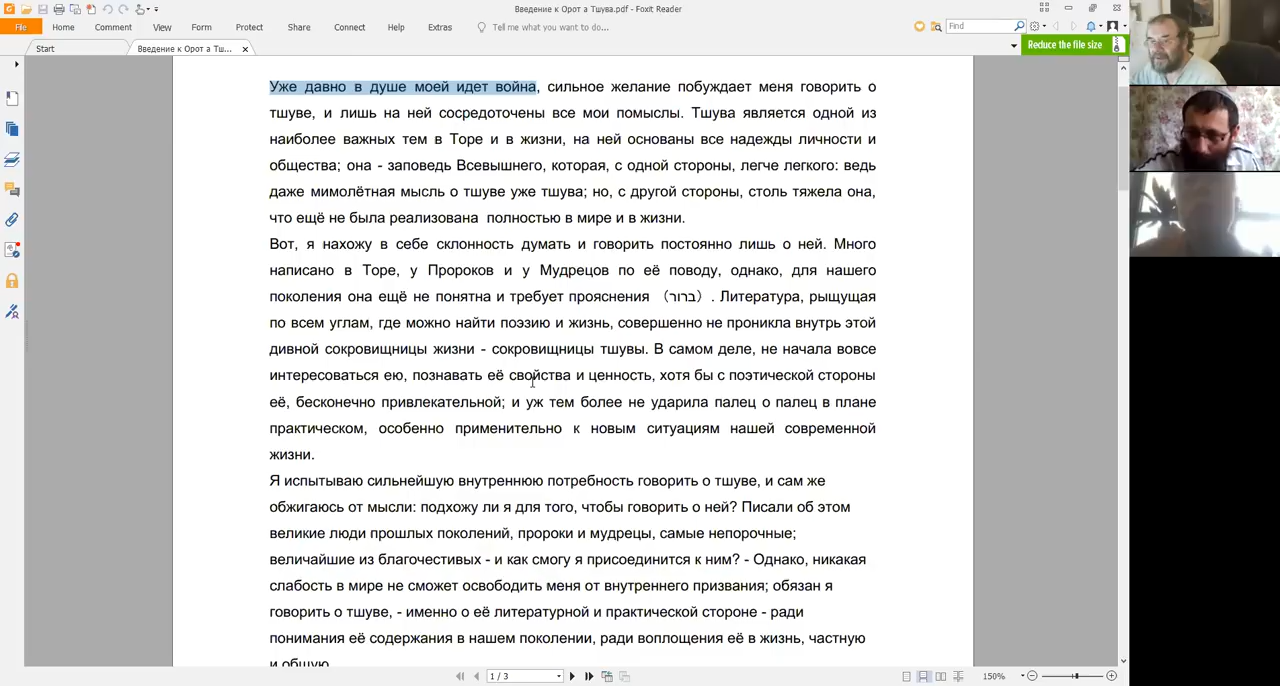 Введение к Орот а Тшува.pdf - Foxit Reader
File Home Comment View Form Protect Share Connect Help Extras Tell me what you want to do... Find
Start Введение к Орот а Тш... Reduce the file size
Уже давно в душе моей идет война, сильное желание побуждает меня говорить о
тшуве, и лишь на ней сосредоточены все мои помыслы. Тшува является одной из
наиболее важных тем в Торе и в жизни, на ней основаны все надежды личности и
общества; она - заповедь Всевышнего, которая, с одной стороны, легче легкого: ведь
даже мимолётная мысль о тшуве уже тшува; но, с другой стороны, столь тяжела она,
что ещё не была реализована полностью в мире и в жизни.
Вот, я нахожу в себе склонность думать и говорить постоянно лишь о ней. Много
написано в Торе, у Пророков и у Мудрецов по её поводу, однако, для нашего
поколения она ещё не понятна и требует прояснения (ברור) . Литература, рыщущая
по всем углам, где можно найти поэзию и жизнь, совершенно не проникла внутрь этой
дивной сокровищницы жизни - сокровищницы тшувы. В самом деле, не начала вовсе
интересоваться ею, познавать её свойства и ценность, хотя бы с поэтической стороны
её, бесконечно привлекательной; и уж тем более не ударила палец о палец в плане
практическом, особенно применительно к новым ситуациям нашей современной
жизни.
Я испытываю сильнейшую внутреннюю потребность говорить о тшуве, и сам же
обжигаюсь от мысли: подхожу ли я для того, чтобы говорить о ней? Писали об этом
великие люди прошлых поколений, пророки и мудрецы, самые непорочные;
величайшие из благочестивых - и как смогу я присоединится к ним? - Однако, никакая
слабость в мире не сможет освободить меня от внутреннего призвания; обязан я
говорить о тшуве, - именно о её литературной и практической стороне - ради
понимания её содержания в нашем поколении, ради воплощения её в жизнь, частную
и общую
1 / 3 150%